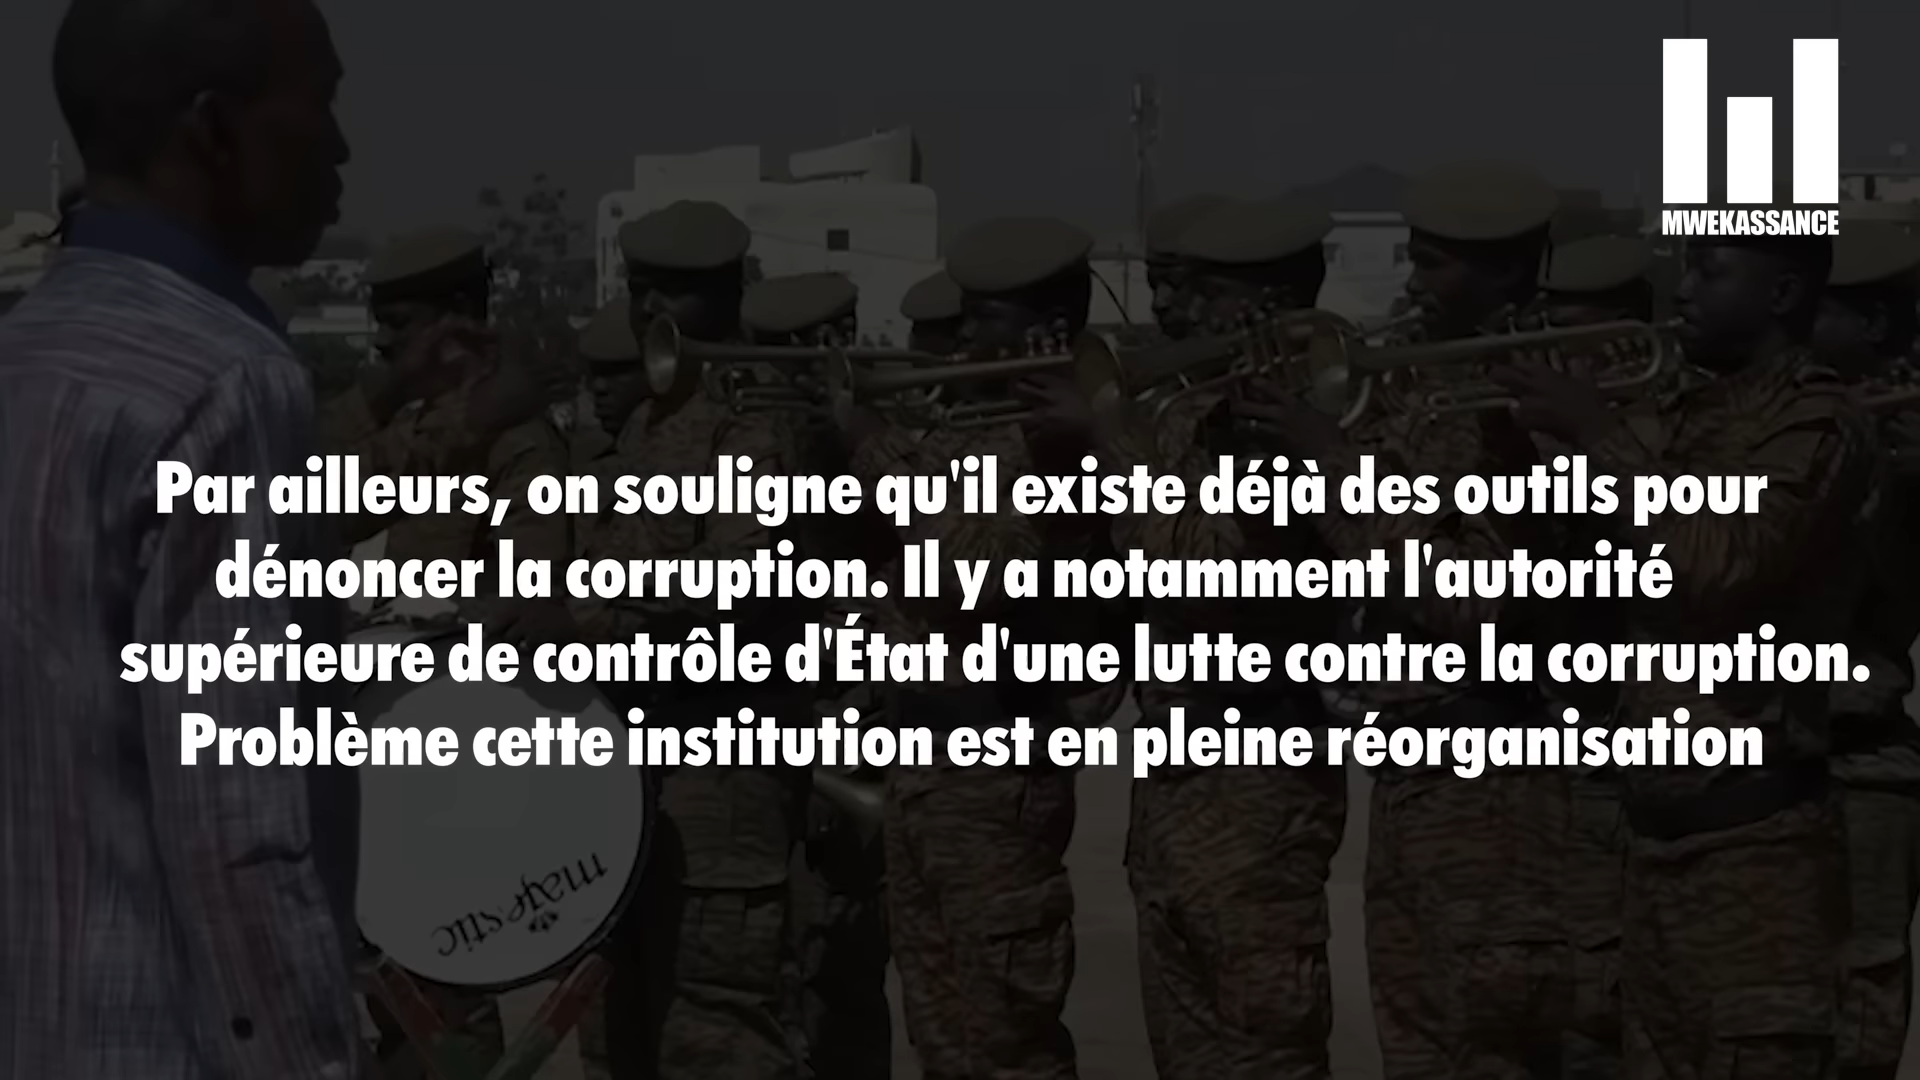 MWEKASSANCE
Par ailleurs, on souligne qu'il existe déjà des outils pour
dénoncer la corruption. Il y a notamment l'autorité
supérieure de contrôle d'État d'une lutte contre la corruption.
Problème cette institution est en pleine réorganisation
majestic